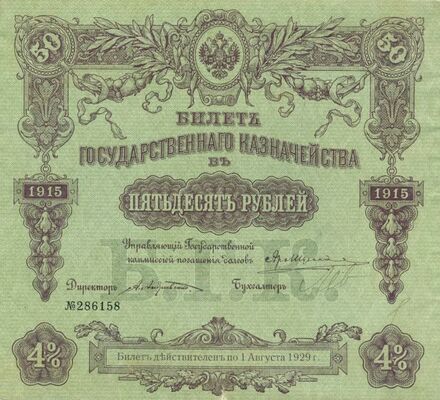 50 50
БИЛЕТЪ
ГОСУДАРСТВЕННАГО КАЗНАЧЕЙСТВА
ВЪ
1915 1915
ПЯТЬДЕСЯТЪ РУБЛЕЙ
Управляющій Государственной
коммиссіей погашенія долговъ
Директоръ Бухгалтеръ
№286158
4% 4%
Билетъ дѣйствителенъ по 1 Августа 1929 г.